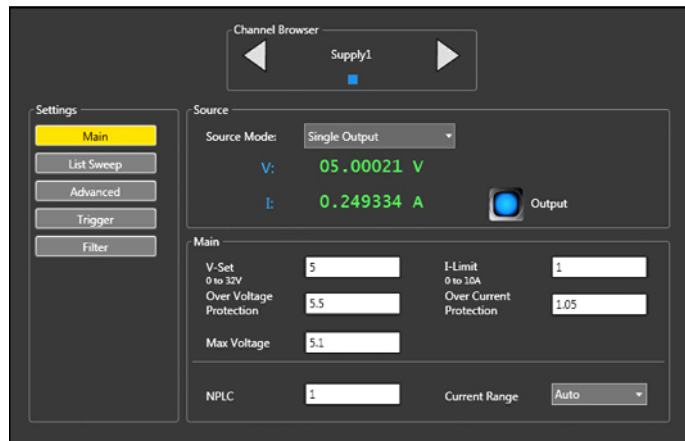 Channel Browser
Supply1
Settings
Main
List Sweep
Advanced
Trigger
Filter
Source
Source Mode: Single Output
V: 05.00021 V
I: 0.249334 A
Output
Main
V-Set 5
0 to 32V
I-Limit 1
0 to 10A
Over Voltage
Protection 5.5
Over Current
Protection 1.05
Max Voltage 5.1
NPLC 1
Current Range Auto